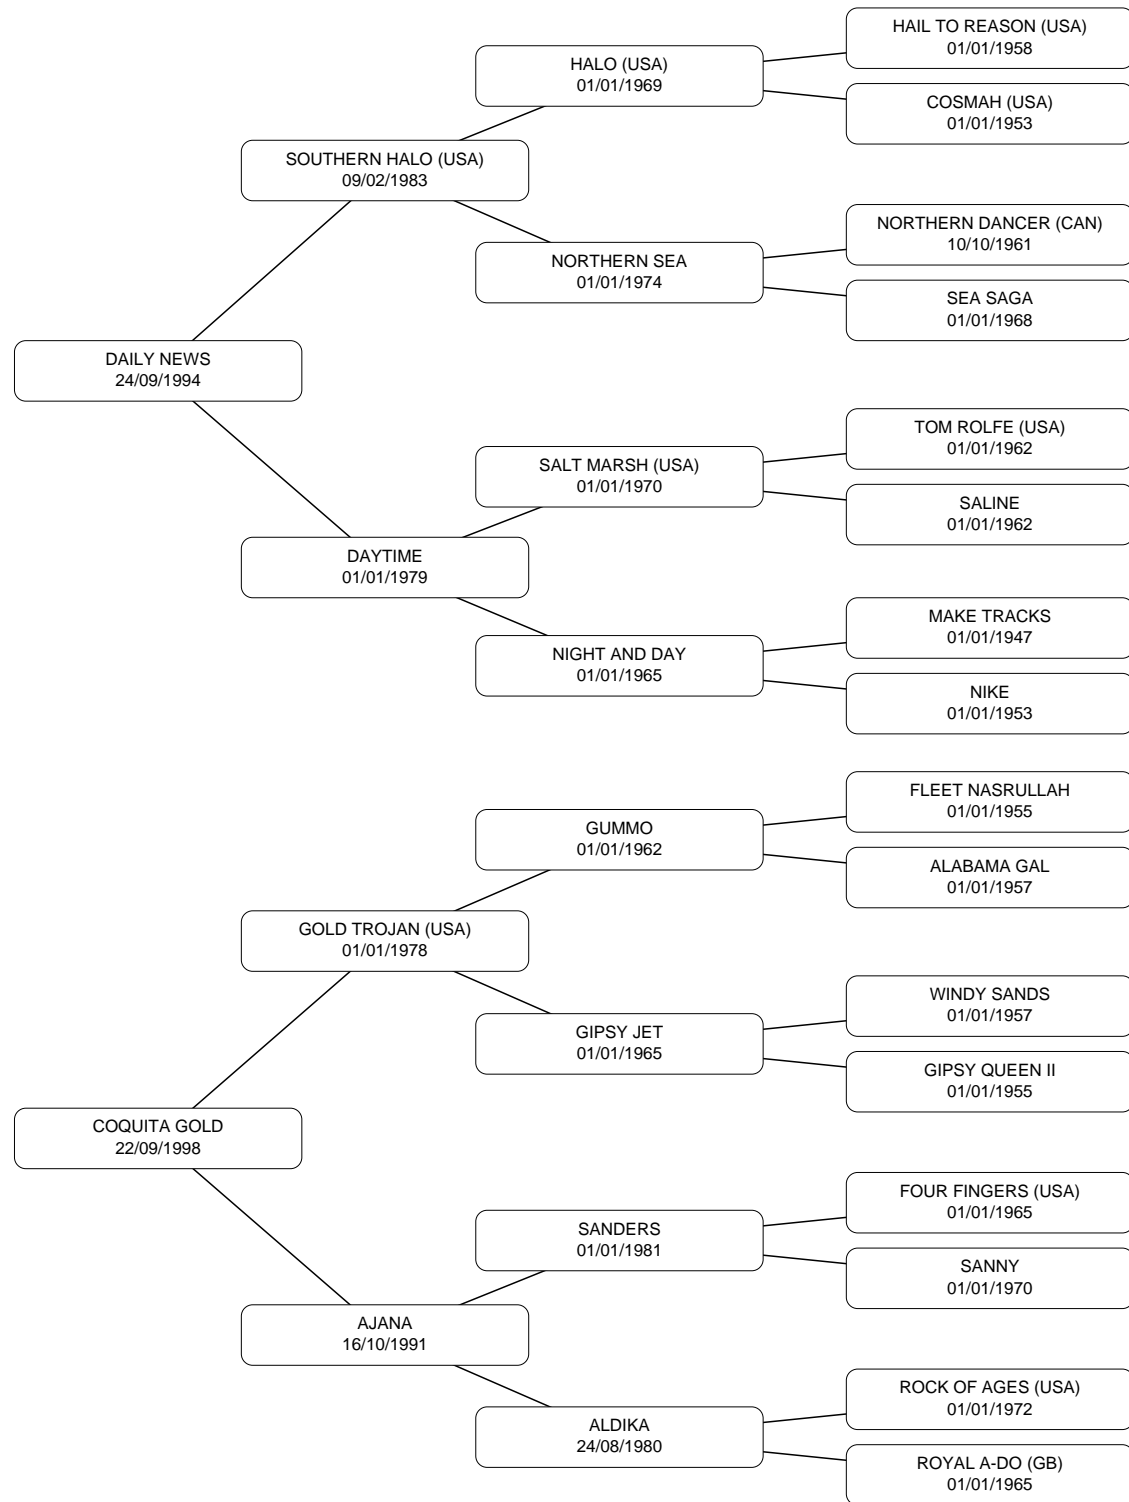 HAIL TO REASON (USA)
01/01/1958
HALO (USA)
01/01/1969
COSMAH (USA)
01/01/1953
SOUTHERN HALO (USA)
09/02/1983
NORTHERN DANCER (CAN)
10/10/1961
NORTHERN SEA
01/01/1974
SEA SAGA
01/01/1968
DAILY NEWS
24/09/1994
TOM ROLFE (USA)
01/01/1962
SALT MARSH (USA)
01/01/1970
SALINE
01/01/1962
DAYTIME
01/01/1979
MAKE TRACKS
01/01/1947
NIGHT AND DAY
01/01/1965
NIKE
01/01/1953
FLEET NASRULLAH
01/01/1955
GUMMO
01/01/1962
ALABAMA GAL
01/01/1957
GOLD TROJAN (USA)
01/01/1978
WINDY SANDS
01/01/1957
GIPSY JET
01/01/1965
GIPSY QUEEN II
01/01/1955
COQUITA GOLD
22/09/1998
FOUR FINGERS (USA)
01/01/1965
SANDERS
01/01/1981
SANNY
01/01/1970
AJANA
16/10/1991
ROCK OF AGES (USA)
01/01/1972
ALDIKA
24/08/1980
ROYAL A-DO (GB)
01/01/1965